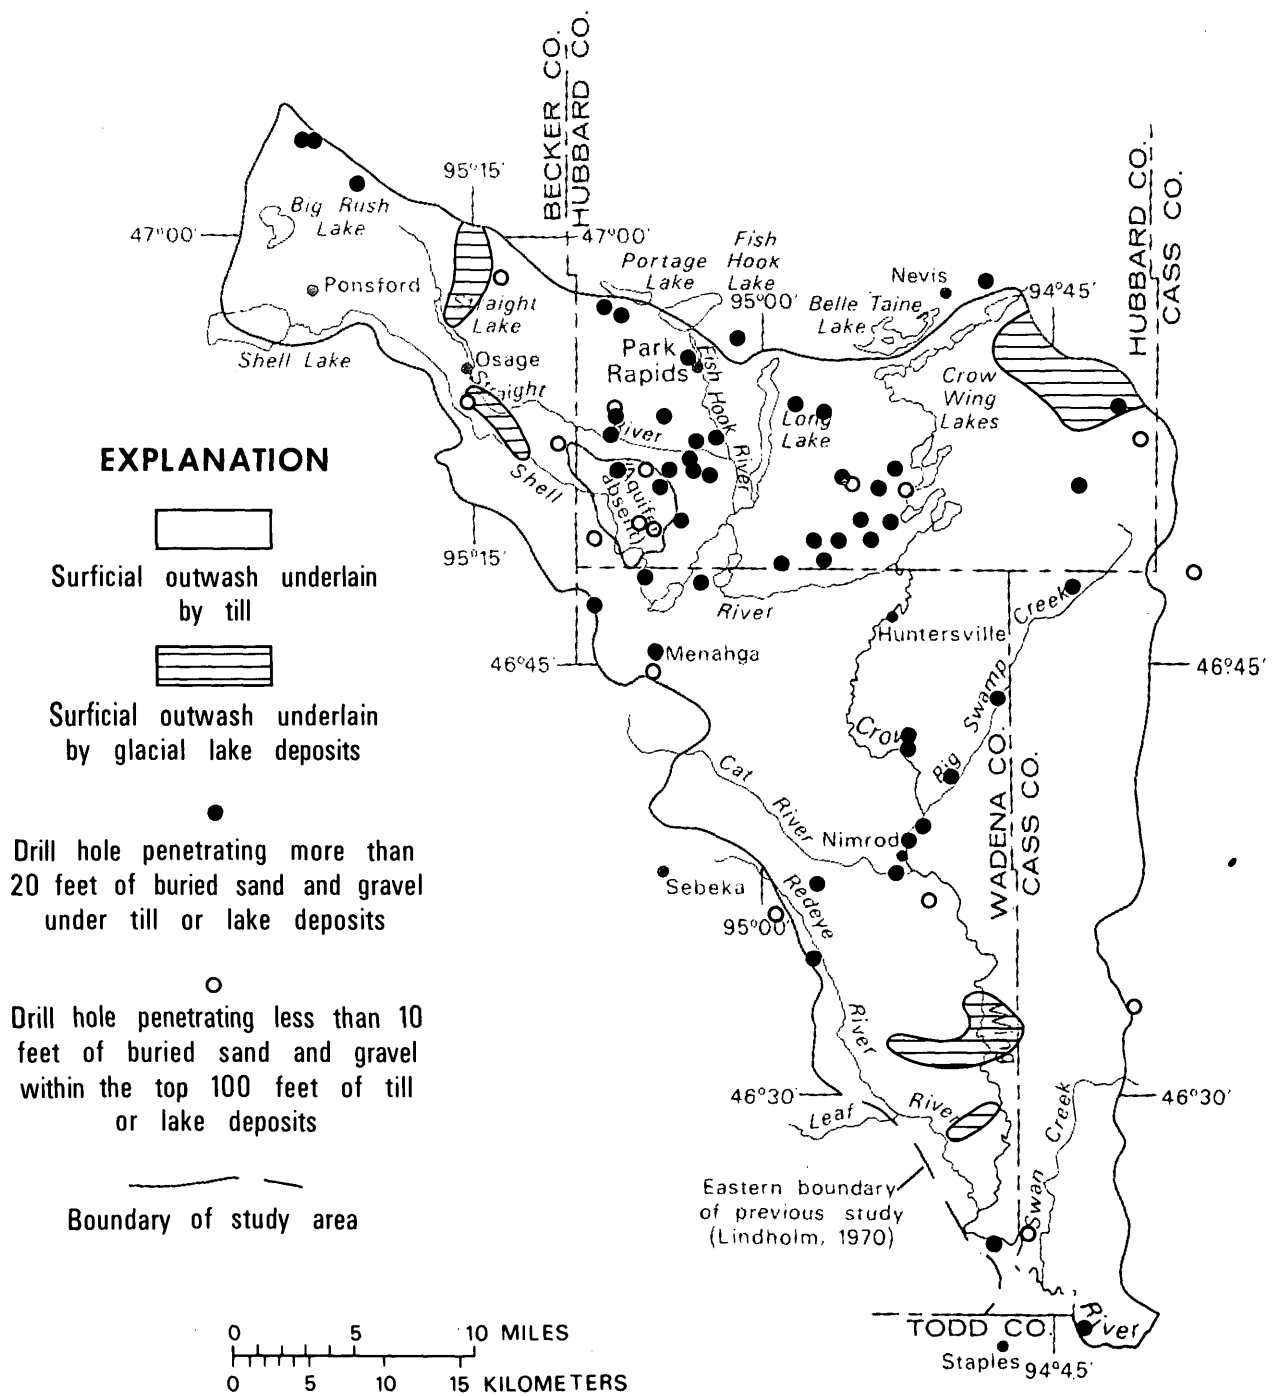 BECKER CO.
HUBBARD CO.
HUBBARD CO.
CASS CO.
95°15'
47°00'
47°00'
Big Rush
Lake
Ponsford
Shell Lake
Straight
Lake
Osage
Straight
River
Portage
Lake
Fish
Hook
Lake
95°00'
Nevis
Belle Taine
Lake
94°45'
Park
Rapids
Fish Hook
River
Long
Lake
Crow
Wing
Lakes
Shell
River
(Aquifer
absent)
95°15'
EXPLANATION
Surficial outwash underlain
by till
Surficial outwash underlain
by glacial lake deposits
Drill hole penetrating more than
20 feet of buried sand and gravel
under till or lake deposits
Drill hole penetrating less than 10
feet of buried sand and gravel
within the top 100 feet of till
or lake deposits
Boundary of study area
46°45'
Menahga
Huntersville
46°45'
Big Swamp Creek
Crow
Wing
Cat River
Nimrod
WADENA CO.
CASS CO.
Sebeka
95°00'
Redeye
River
46°30'
46°30'
Leaf River
Swan Creek
Eastern boundary
of previous study
(Lindholm, 1970)
River
TODD CO.
Staples
94°45'
0 5 10 MILES
0 5 10 15 KILOMETERS